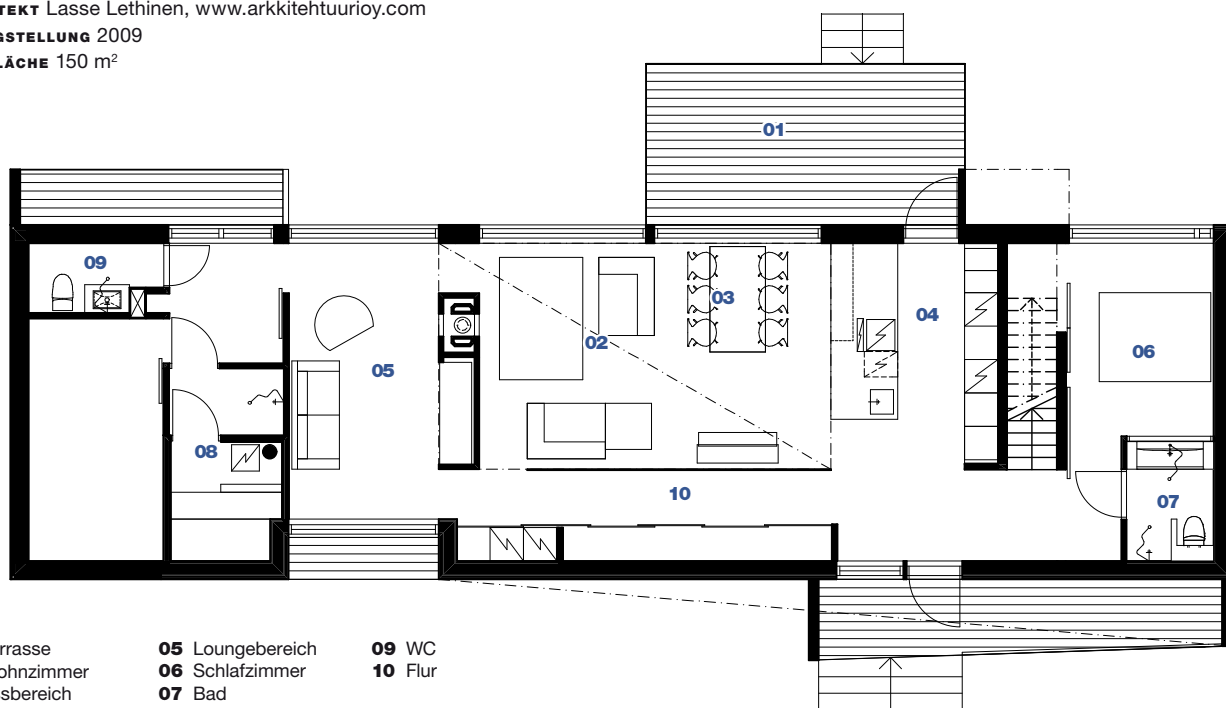 ITEKT Lasse Lethinen, www.arkkitehtuurioy.com
GSTELLUNG 2009
LÄCHE 150 m²
01
09
03
04
02
06
05
08
10
07
rrasse 05 Loungebereich 09 WC
ohnzimmer 06 Schlafzimmer 10 Flur
sbereich 07 Bad